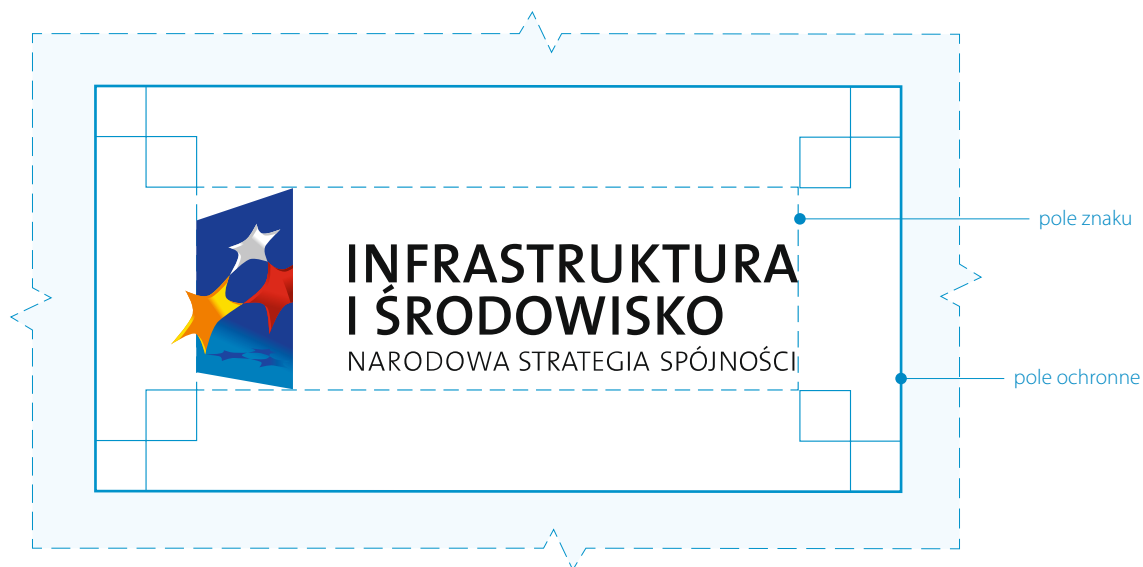 pole znaku
INFRASTRUKTURA
I ŚRODOWISKO
NARODOWA STRATEGIA SPÓJNOŚCI
pole ochronne